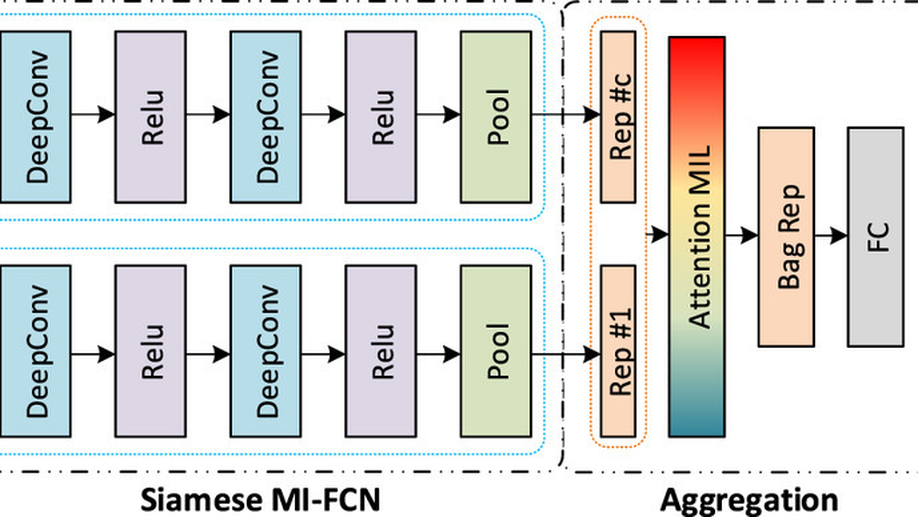 DeepConv
Relu
DeepConv
Relu
Pool
Rep #c
DeepConv
Relu
DeepConv
Relu
Pool
Rep #1
Attention MIL
Bag Rep
FC
Siamese MI-FCN
Aggregation